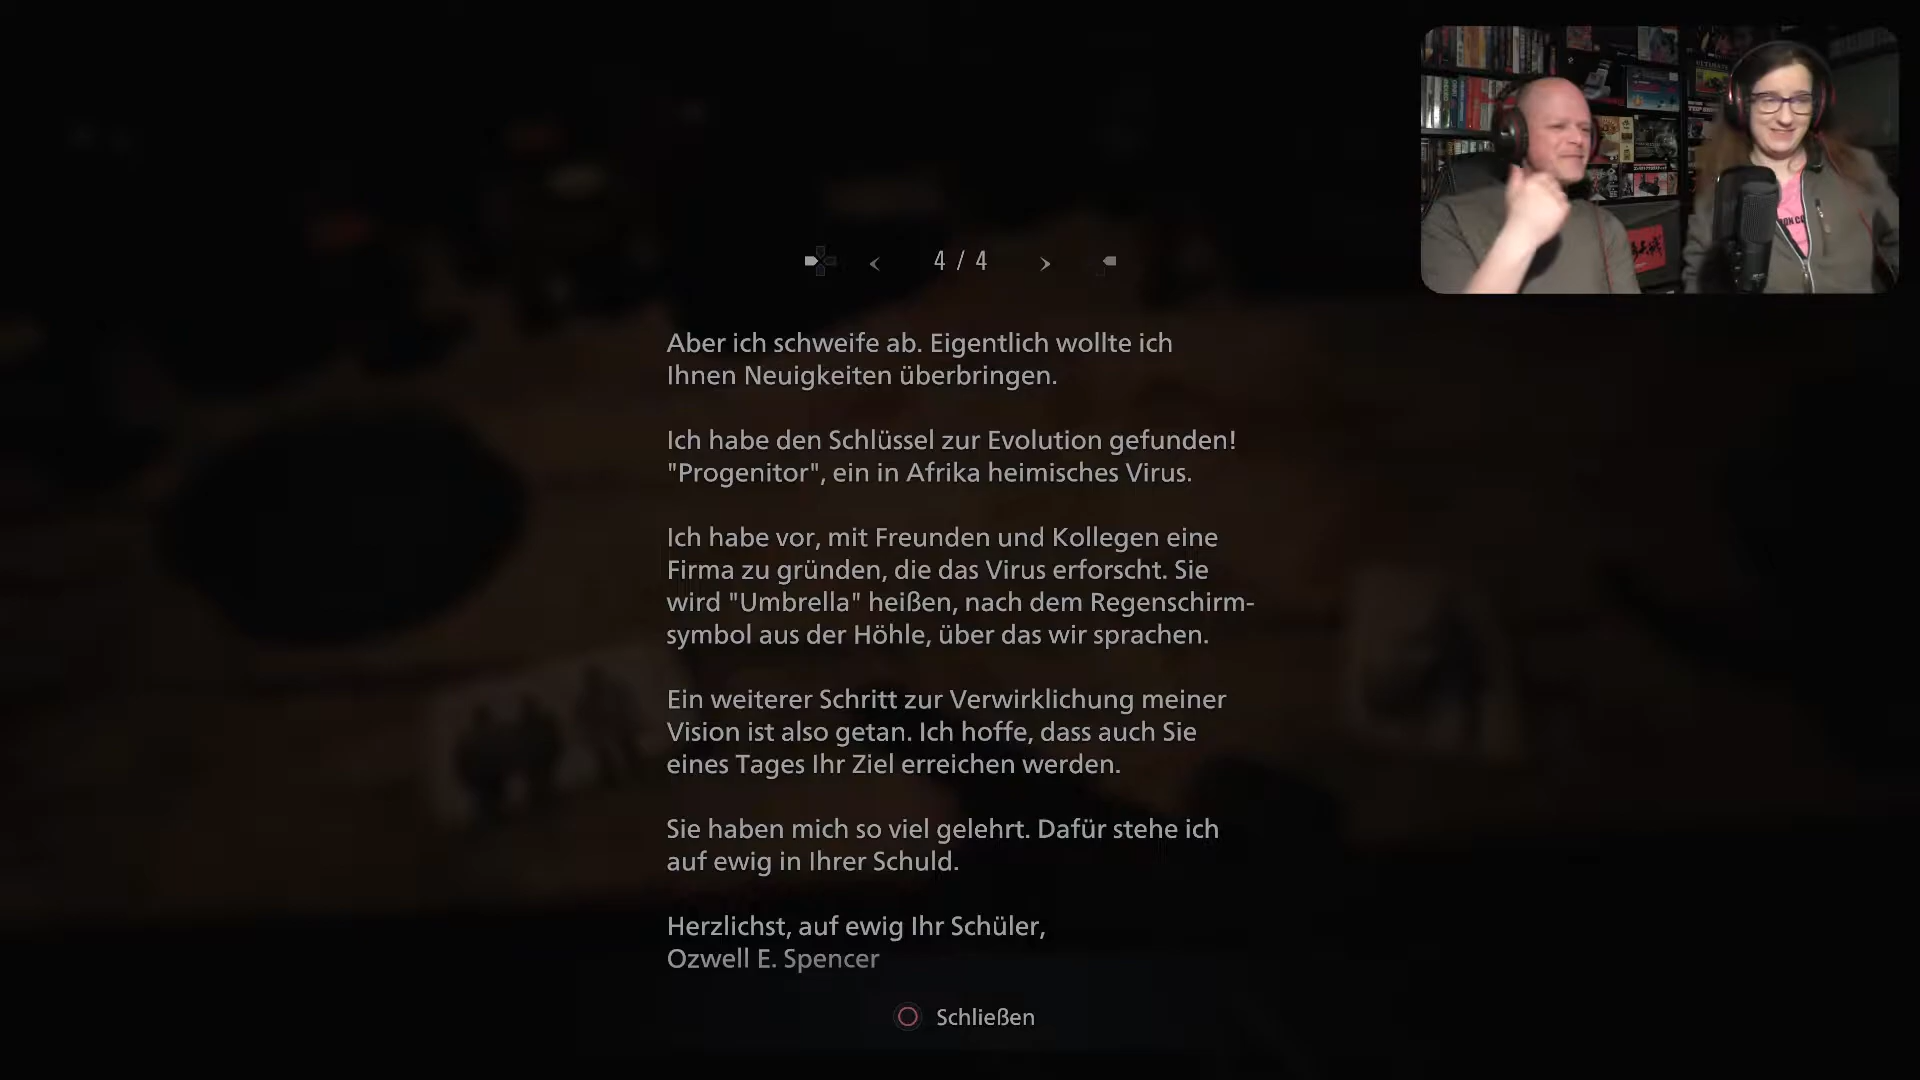 4 / 4
Aber ich schweife ab. Eigentlich wollte ich
Ihnen Neuigkeiten überbringen.
Ich habe den Schlüssel zur Evolution gefunden!
"Progenitor", ein in Afrika heimisches Virus.
Ich habe vor, mit Freunden und Kollegen eine
Firma zu gründen, die das Virus erforscht. Sie
wird "Umbrella" heißen, nach dem Regenschirm-
symbol aus der Höhle, über das wir sprachen.
Ein weiterer Schritt zur Verwirklichung meiner
Vision ist also getan. Ich hoffe, dass auch Sie
eines Tages Ihr Ziel erreichen werden.
Sie haben mich so viel gelehrt. Dafür stehe ich
auf ewig in Ihrer Schuld.
Herzlichst, auf ewig Ihr Schüler,
Ozwell E. Spencer
Schließen